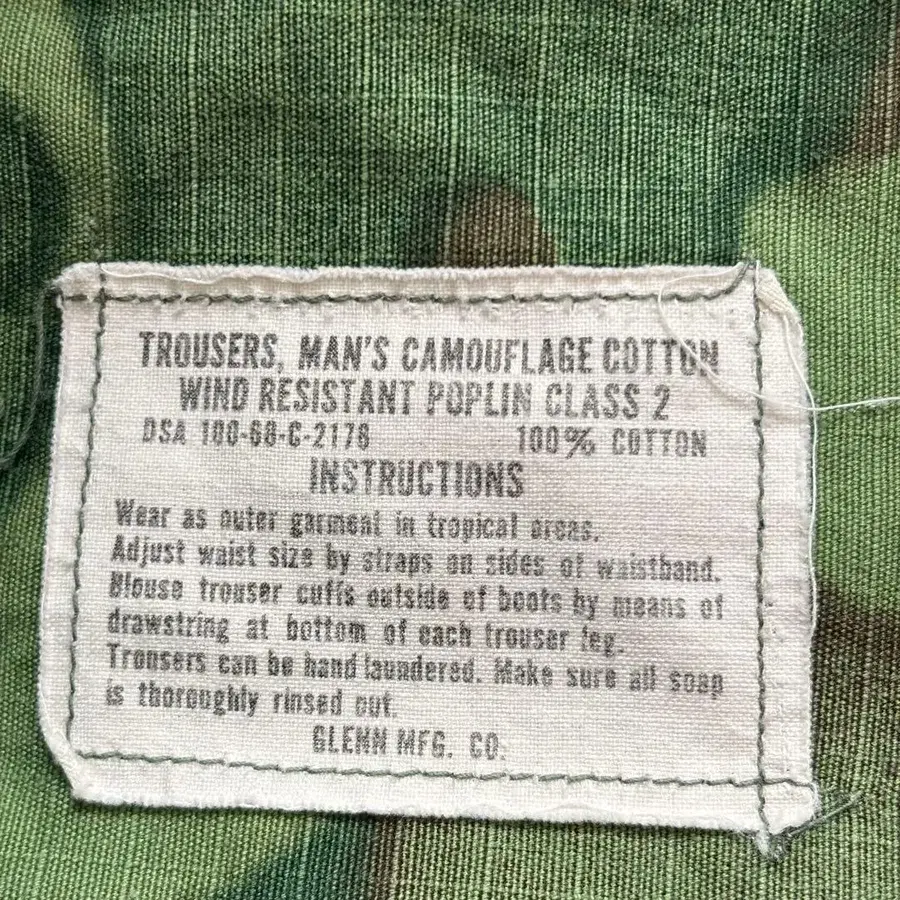 TROUSERS, MAN'S CAMOUFLAGE COTTON
WIND RESISTANT POPLIN CLASS 2
DSA 100-68-C-2176 100% COTTON
INSTRUCTIONS
Wear as outer garment in tropical areas.
Adjust waist size by straps on sides of waistband.
Blouse trouser cuffs outside of boots by means of
drawstring at bottom of each trouser leg.
Trousers can be hand laundered. Make sure all soap
is thoroughly rinsed out.
GLENN MFG. CO.